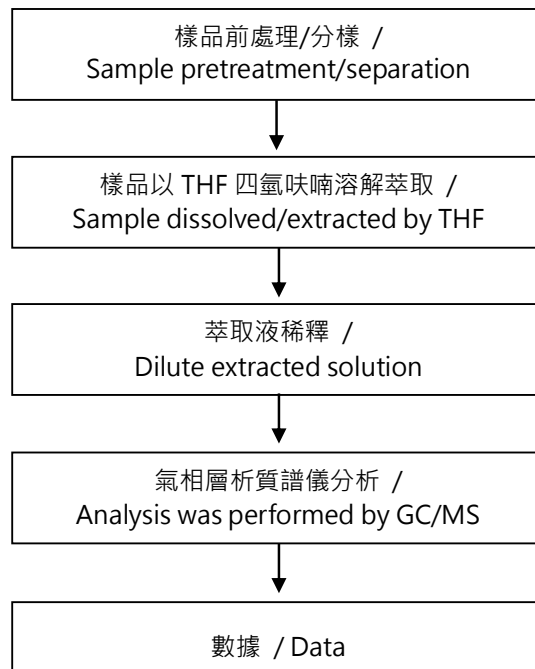 樣品前處理/分樣 /
Sample pretreatment/separation
樣品以 THF 四氫呋喃溶解萃取 /
Sample dissolved/extracted by THF
萃取液稀釋 /
Dilute extracted solution
氣相層析質譜儀分析 /
Analysis was performed by GC/MS
數據 / Data